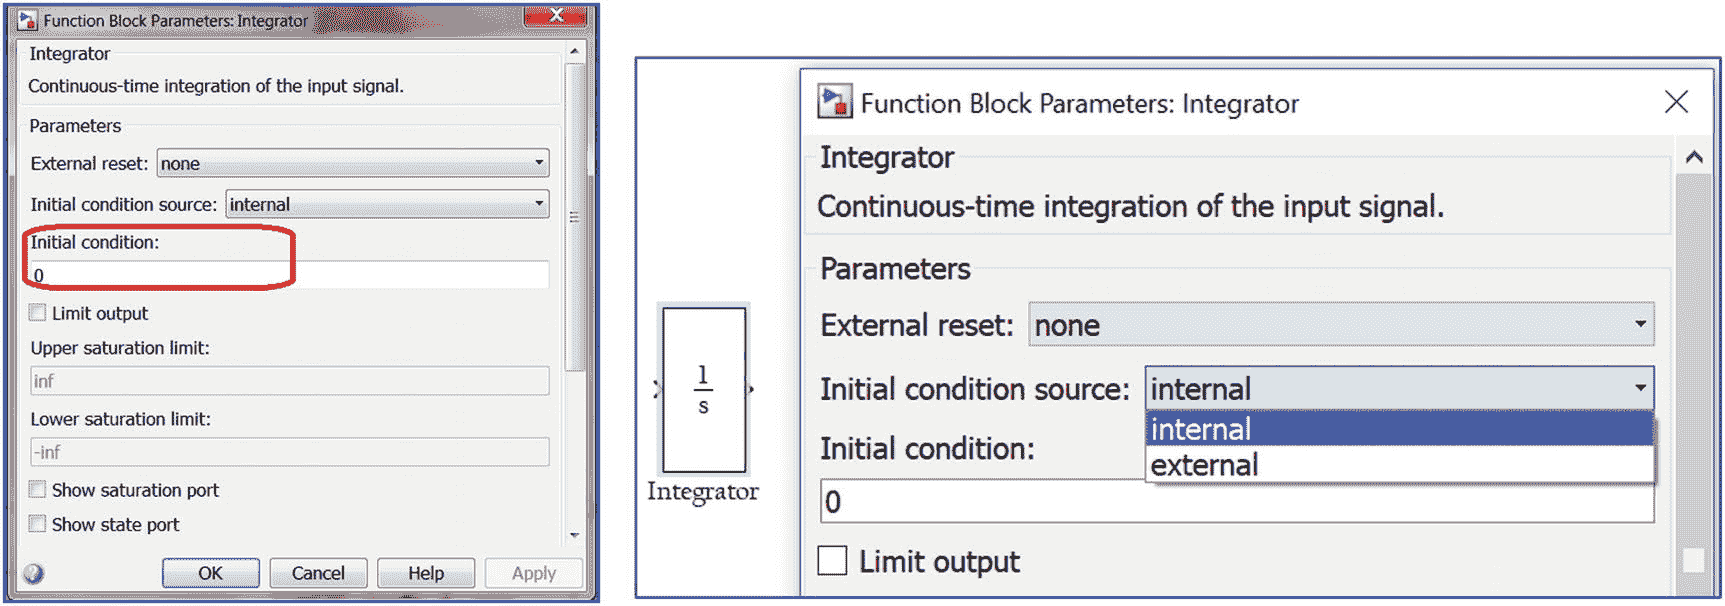 Function Block Parameters: Integrator
Integrator
Continuous-time integration of the input signal.
Parameters
External reset: none
Initial condition source: internal
Initial condition:
0
Limit output
Upper saturation limit:
inf
Lower saturation limit:
-inf
Show saturation port
Show state port
OK Cancel Help Apply
1
s
Integrator
Function Block Parameters: Integrator
Integrator
Continuous-time integration of the input signal.
Parameters
External reset: none
Initial condition source: internal
internal
external
Initial condition:
0
Limit output